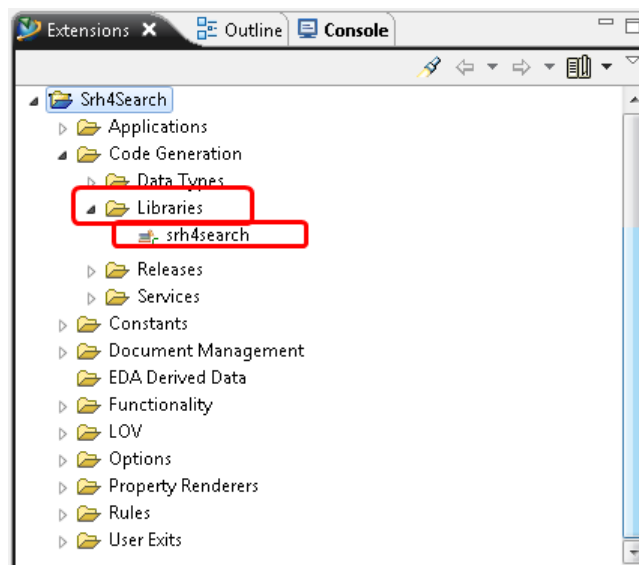 Extensions Outline Console
Srh4Search
Applications
Code Generation
Data Types
Libraries
srh4search
Releases
Services
Constants
Document Management
EDA Derived Data
Functionality
LOV
Options
Property Renderers
Rules
User Exits